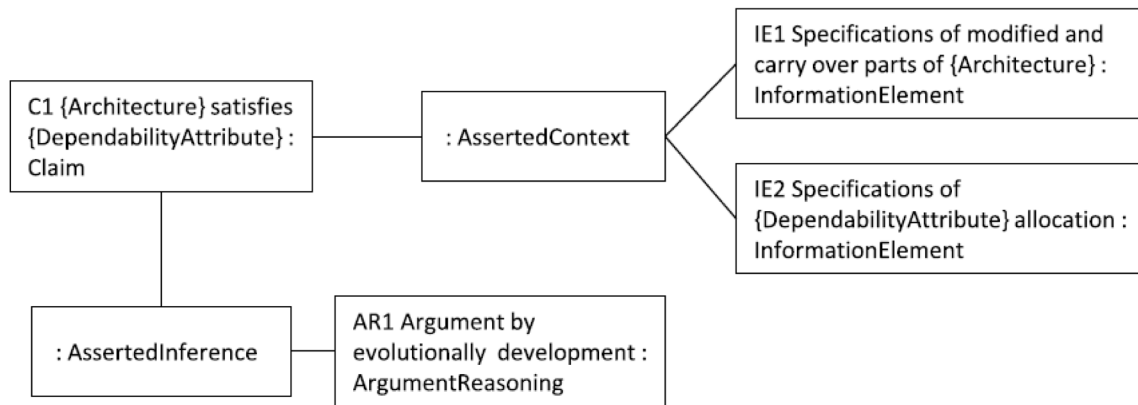 C1 {Architecture} satisfies
{DependabilityAttribute} :
Claim
: AssertedContext
IE1 Specifications of modified and
carry over parts of {Architecture} :
InformationElement
IE2 Specifications of
{DependabilityAttribute} allocation :
InformationElement
: AssertedInference
AR1 Argument by
evolutionally  development :
ArgumentReasoning